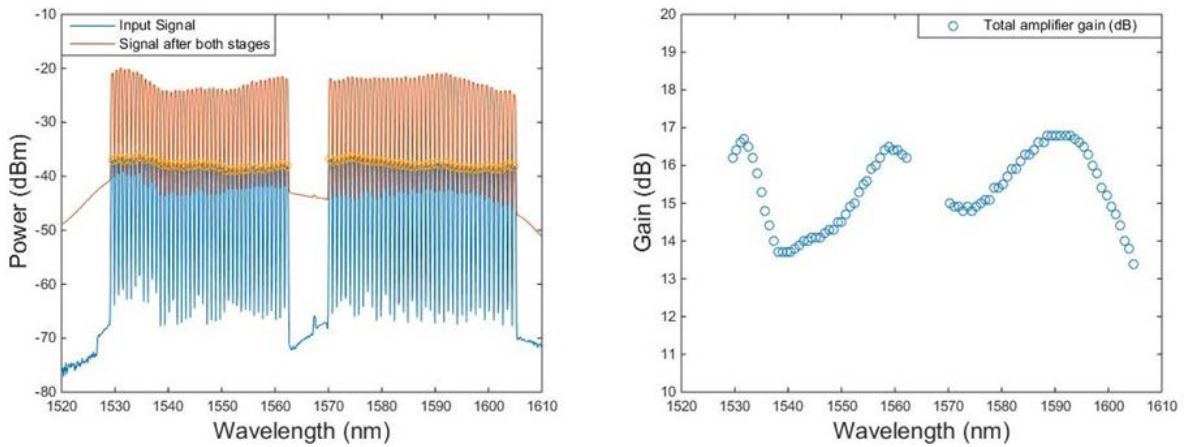 Input Signal
Signal after both stages
Power (dBm)
-10
-20
-30
-40
-50
-60
-70
-80
1520 1530 1540 1550 1560 1570 1580 1590 1600 1610
Wavelength (nm)
Total amplifier gain (dB)
Gain (dB)
20
19
18
17
16
15
14
13
12
11
10
1520 1530 1540 1550 1560 1570 1580 1590 1600 1610
Wavelength (nm)